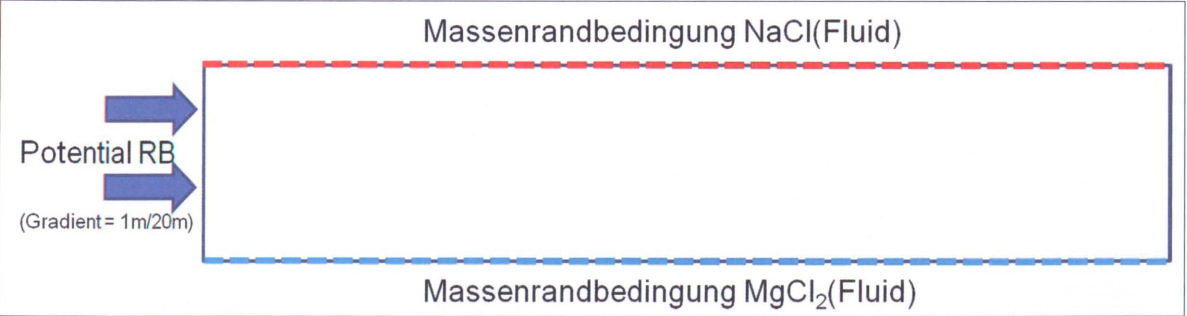 Massenrandbedingung NaCl(Fluid)
Potential RB
(Gradient = 1m/20m)
Massenrandbedingung MgCl₂(Fluid)